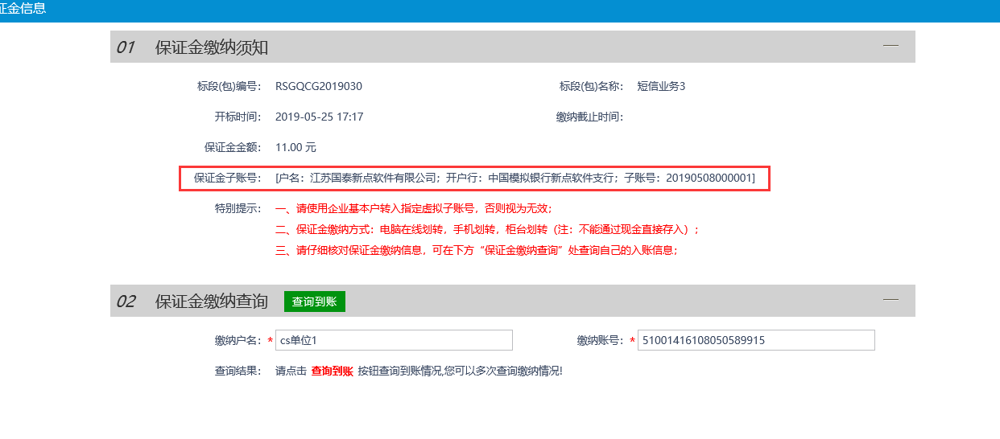 证金信息
01 保证金缴纳须知
标段(包)编号： RSGQCG2019030 标段(包)名称： 短信业务3
开标时间： 2019-05-25 17:17 缴纳截止时间：
保证金金额： 11.00 元
保证金子账号： [户名：江苏国泰新点软件有限公司；开户行：中国模拟银行新点软件支行；子账号：20190508000001]
特别提示： 一、请使用企业基本户转入指定虚拟子账号，否则视为无效；
二、保证金缴纳方式：电脑在线划转，手机划转，柜台划转（注：不能通过现金直接存入）；
三、请仔细核对保证金缴纳信息，可在下方“保证金缴纳查询”处查询自己的入账信息；
02 保证金缴纳查询 查询到账
缴纳户名：* cs单位1 缴纳账号：* 51001416108050589915
查询结果： 请点击 查询到账 按钮查询到账情况,您可以多次查询缴纳情况!